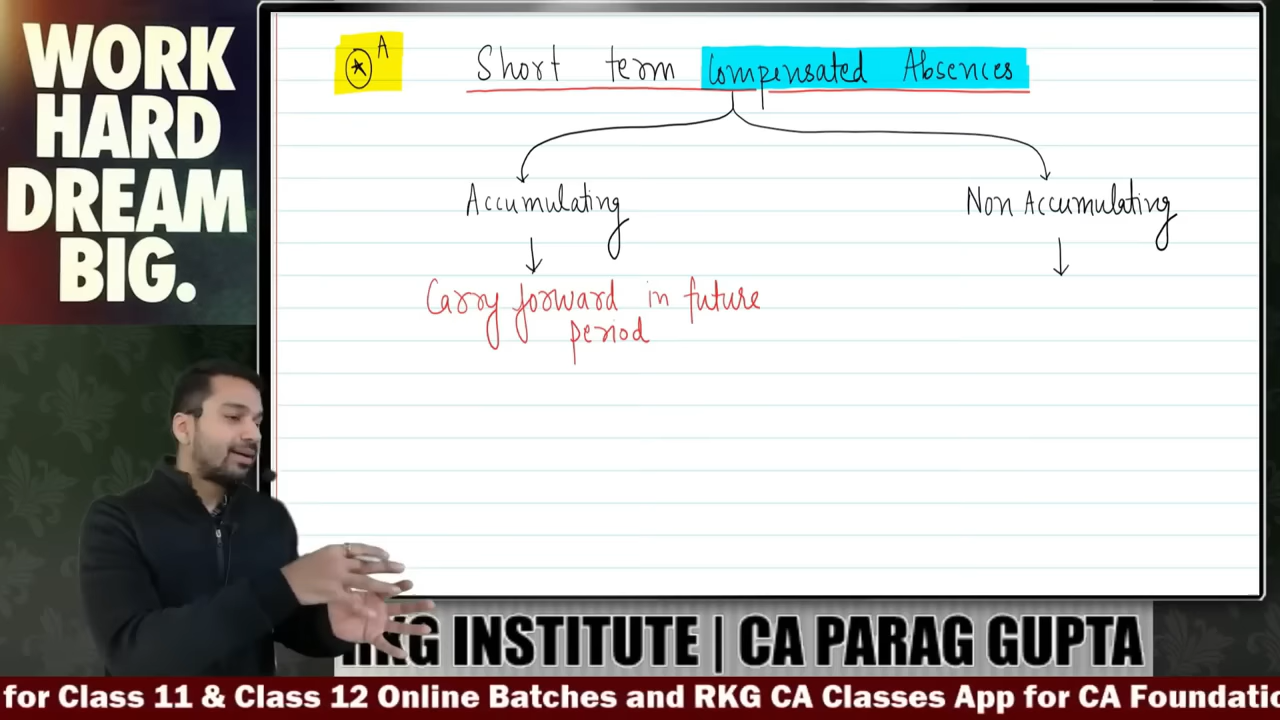 WORK
HARD
DREAM
BIG.
A
Short term Compensated Absences
Accumulating
Non Accumulating
Carry forward in future
period
RKG INSTITUTE | CA PARAG GUPTA
for Class 11 & Class 12 Online Batches and RKG CA Classes App for CA Foundatio